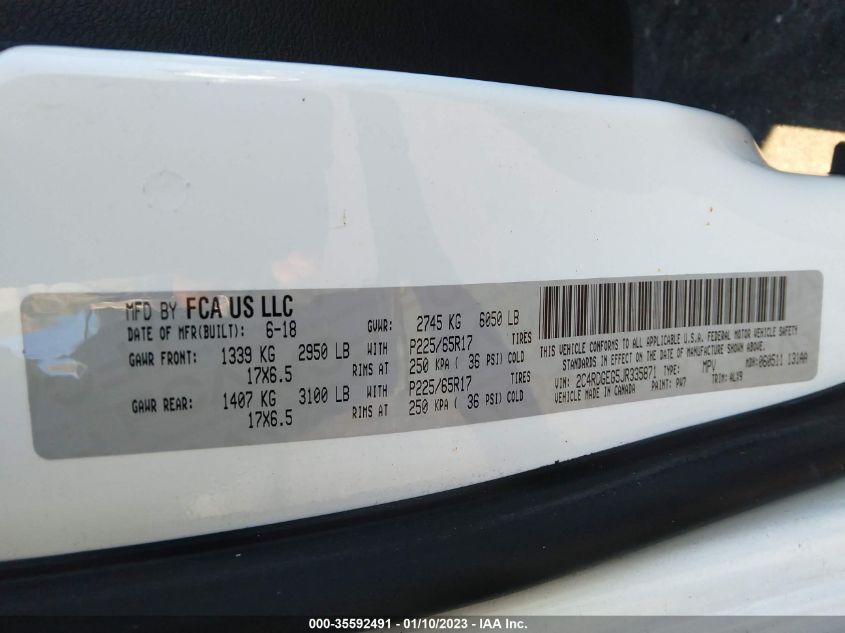 MFD BY FCA US LLC
DATE OF MFR(BUILT): 6-18 GVWR: 2745 KG 6050 LB
GAWR FRONT: 1339 KG 2950 LB WITH P225/65R17 TIRES
17X6.5 RIMS AT 250 KPA ( 36 PSI) COLD
GAWR REAR: 1407 KG 3100 LB WITH P225/65R17 TIRES
17X6.5 RIMS AT 250 KPA ( 36 PSI) COLD
THIS VEHICLE CONFORMS TO ALL APPLICABLE U.S.A. FEDERAL MOTOR VEHICLE SAFETY
STANDARDS IN EFFECT ON THE DATE OF MANUFACTURE SHOWN ABOVE.
VIN: 2C4RDGEG5JR335871 TYPE: MPV MDH: 060511 131AA
VEHICLE MADE IN CANADA PAINT: PW7 TRIM: ALX9
000-35592491 - 01/10/2023 - IAA Inc.